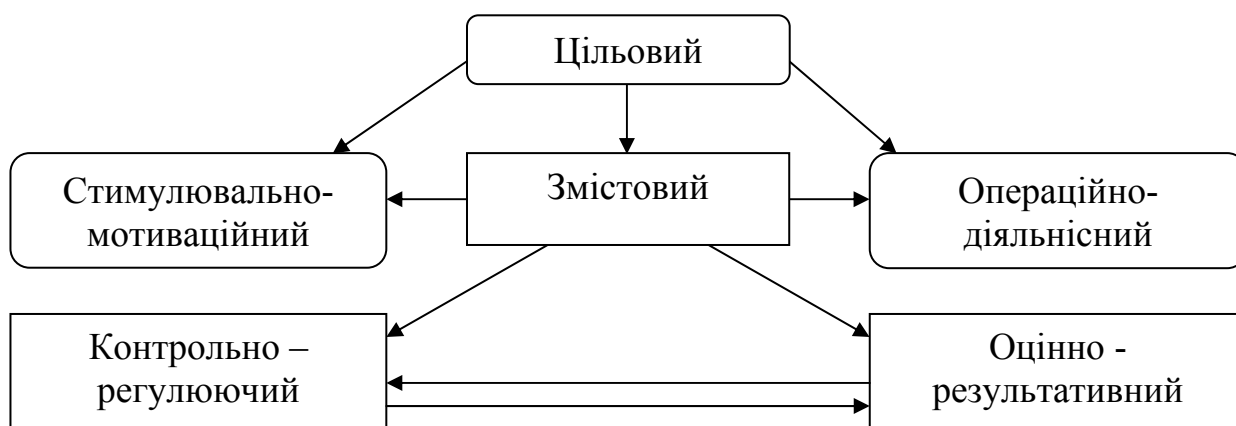 Цільовий
Стимулювально-
мотиваційний
Змістовий
Операційно-
діяльнісний
Контрольно –
регулюючий
Оцінно -
результативний